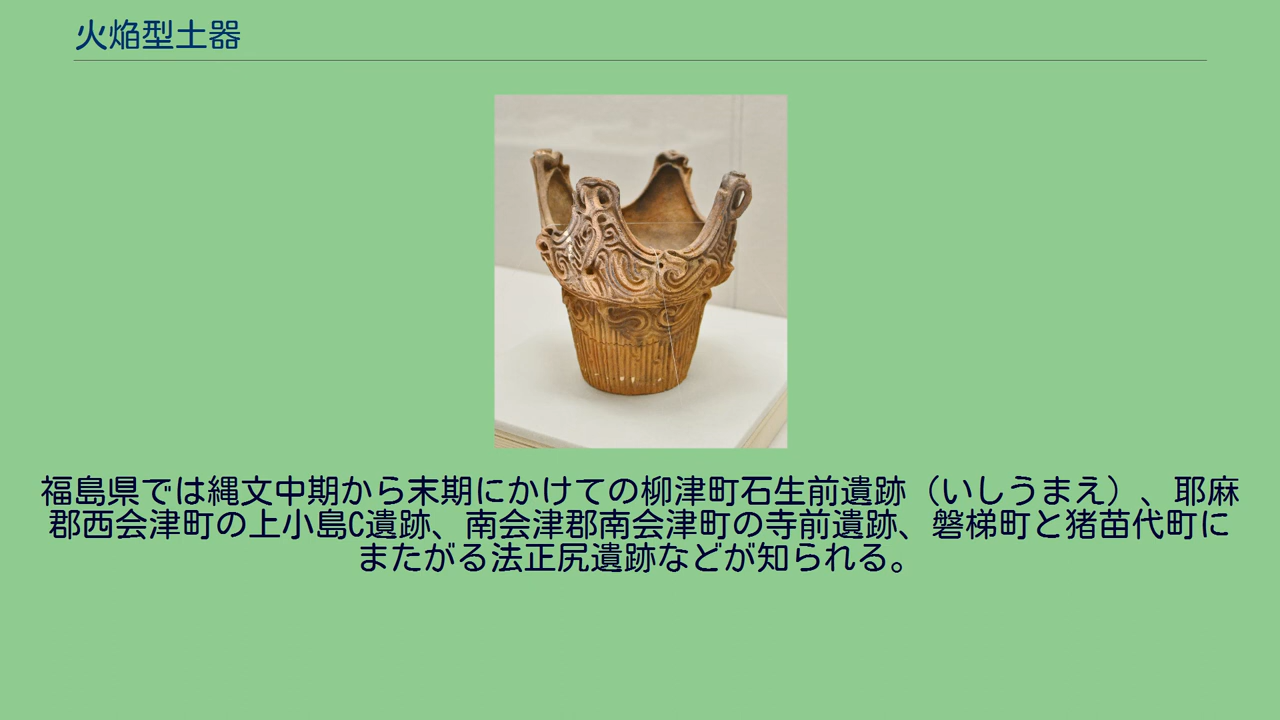 火焔型土器
福島県では縄文中期から末期にかけての柳津町石生前遺跡（いしうまえ）、耶麻
郡西会津町の上小島C遺跡、南会津郡南会津町の寺前遺跡、磐梯町と猪苗代町に
またがる法正尻遺跡などが知られる。